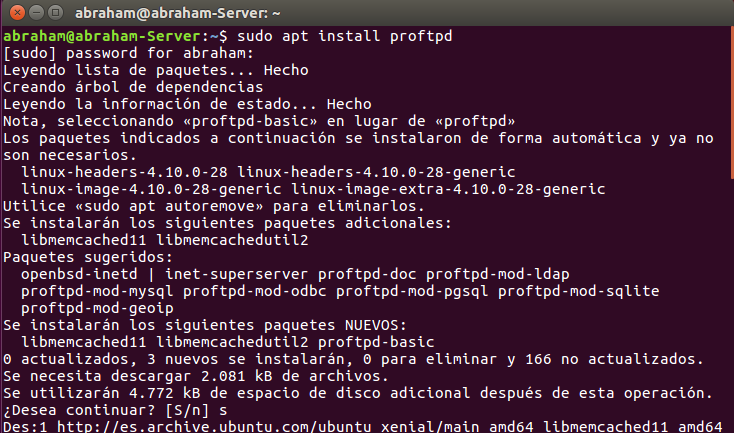 abraham@abraham-Server: ~
abraham@abraham-Server:~$ sudo apt install proftpd
[sudo] password for abraham:
Leyendo lista de paquetes... Hecho
Creando árbol de dependencias
Leyendo la información de estado... Hecho
Nota, seleccionando «proftpd-basic» en lugar de «proftpd»
Los paquetes indicados a continuación se instalaron de forma automática y ya no
son necesarios.
  linux-headers-4.10.0-28 linux-headers-4.10.0-28-generic
  linux-image-4.10.0-28-generic linux-image-extra-4.10.0-28-generic
Utilice «sudo apt autoremove» para eliminarlos.
Se instalarán los siguientes paquetes adicionales:
  libmemcached11 libmemcachedutil2
Paquetes sugeridos:
  openbsd-inetd | inet-superserver proftpd-doc proftpd-mod-ldap
  proftpd-mod-mysql proftpd-mod-odbc proftpd-mod-pgsql proftpd-mod-sqlite
  proftpd-mod-geoip
Se instalarán los siguientes paquetes NUEVOS:
  libmemcached11 libmemcachedutil2 proftpd-basic
0 actualizados, 3 nuevos se instalarán, 0 para eliminar y 166 no actualizados.
Se necesita descargar 2.081 kB de archivos.
Se utilizarán 4.772 kB de espacio de disco adicional después de esta operación.
¿Desea continuar? [S/n] s
Des:1 http://es.archive.ubuntu.com/ubuntu xenial/main amd64 libmemcached11 amd64